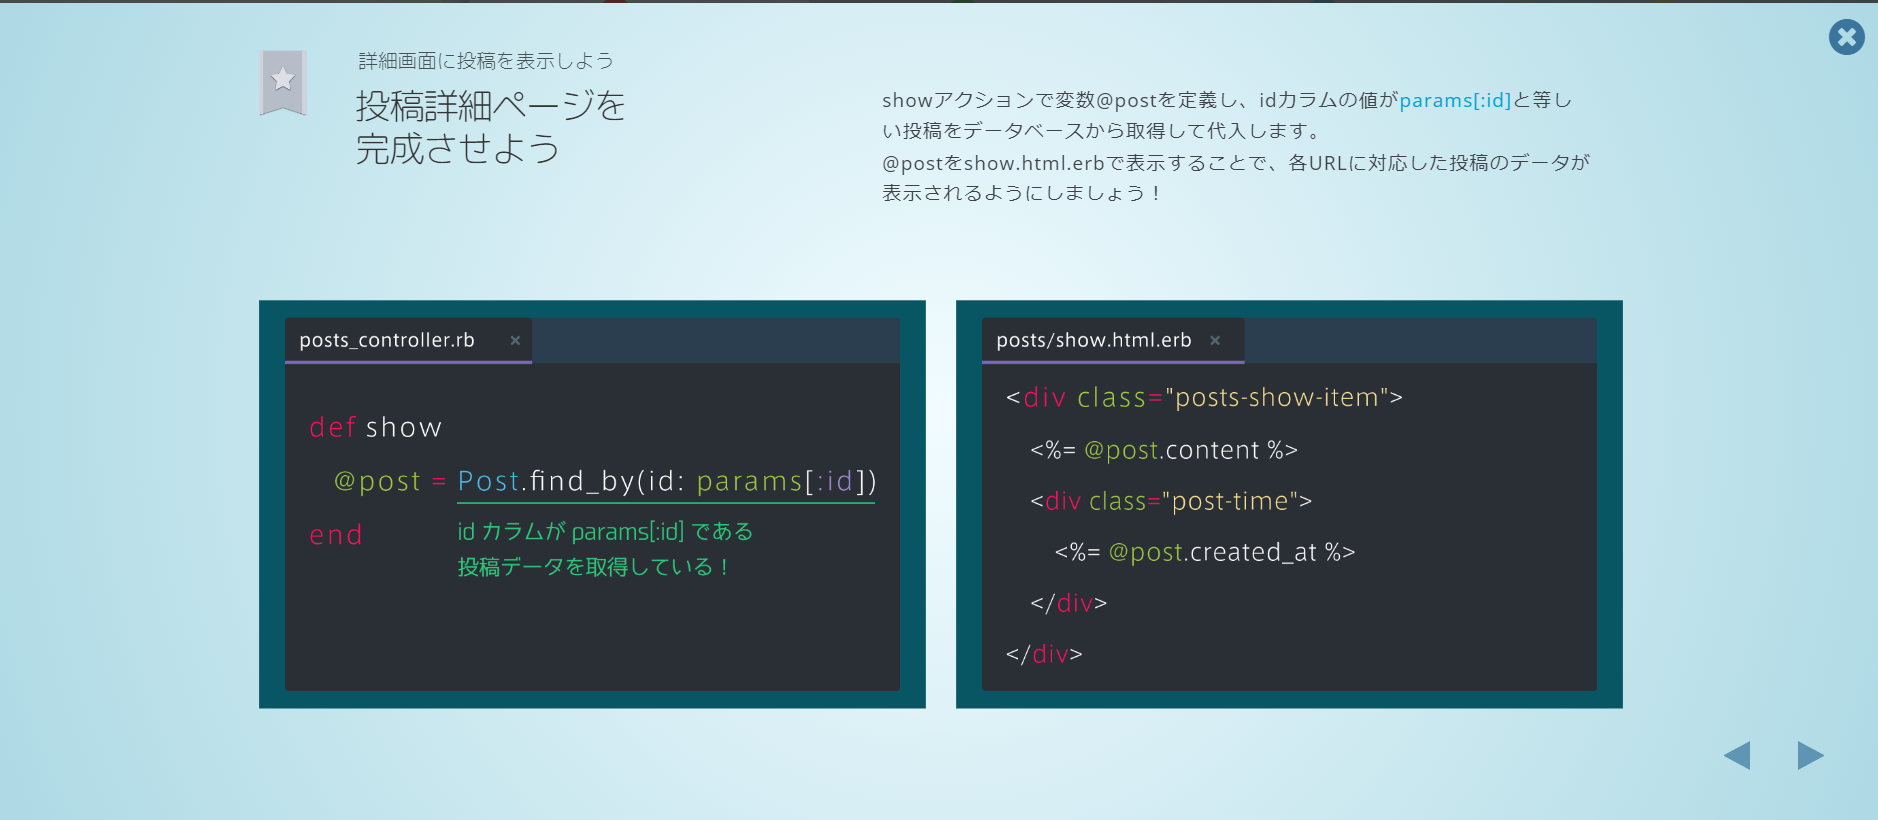 詳細画面に投稿を表示しよう
投稿詳細ページを
完成させよう
showアクションで変数@postを定義し、idカラムの値がparams[:id]と等し
い投稿をデータベースから取得して代入します。
@postをshow.html.erbで表示することで、各URLに対応した投稿のデータが
表示されるようにしましょう！
posts_controller.rb ×
def show
@post = Post.find_by(id: params[:id])
end
id カラムが params[:id] である
投稿データを取得している！
posts/show.html.erb ×
<div class="posts-show-item">
<%= @post.content %>
<div class="post-time">
<%= @post.created_at %>
</div>
</div>